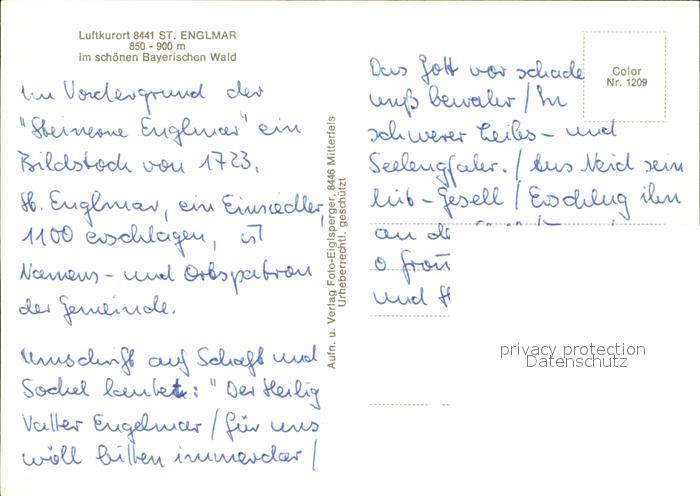 Luftkurort 8441 ST. ENGLMAR
850 - 900 m
im schönen Bayerischen Wald
Im Vordergrund der
"Steinerne Englmar" ein
Bildstock von 1723.
St. Englmar, ein Einsiedler,
1100 erschlagen, ist
Namens- und Ortspatron
der Gemeinde.
Umschrift auf Schaft und
Sockel lautet: "Der Heilig
Vatter Engelmar / für uns
wöll bitten immerdar /
Aufn. u. Verlag Foto-Eiglsperger, 8446 Mitterfels
Urheberrechtl. geschützt
Das Gott vor schade
uns bewahr / In
schwerer Leibs- und
Seelengfahr. / Aus Neid sein
Mit-Gesell / Erschlug ihn
an
o
und
Color
Nr. 1209
privacy protection
Datenschutz